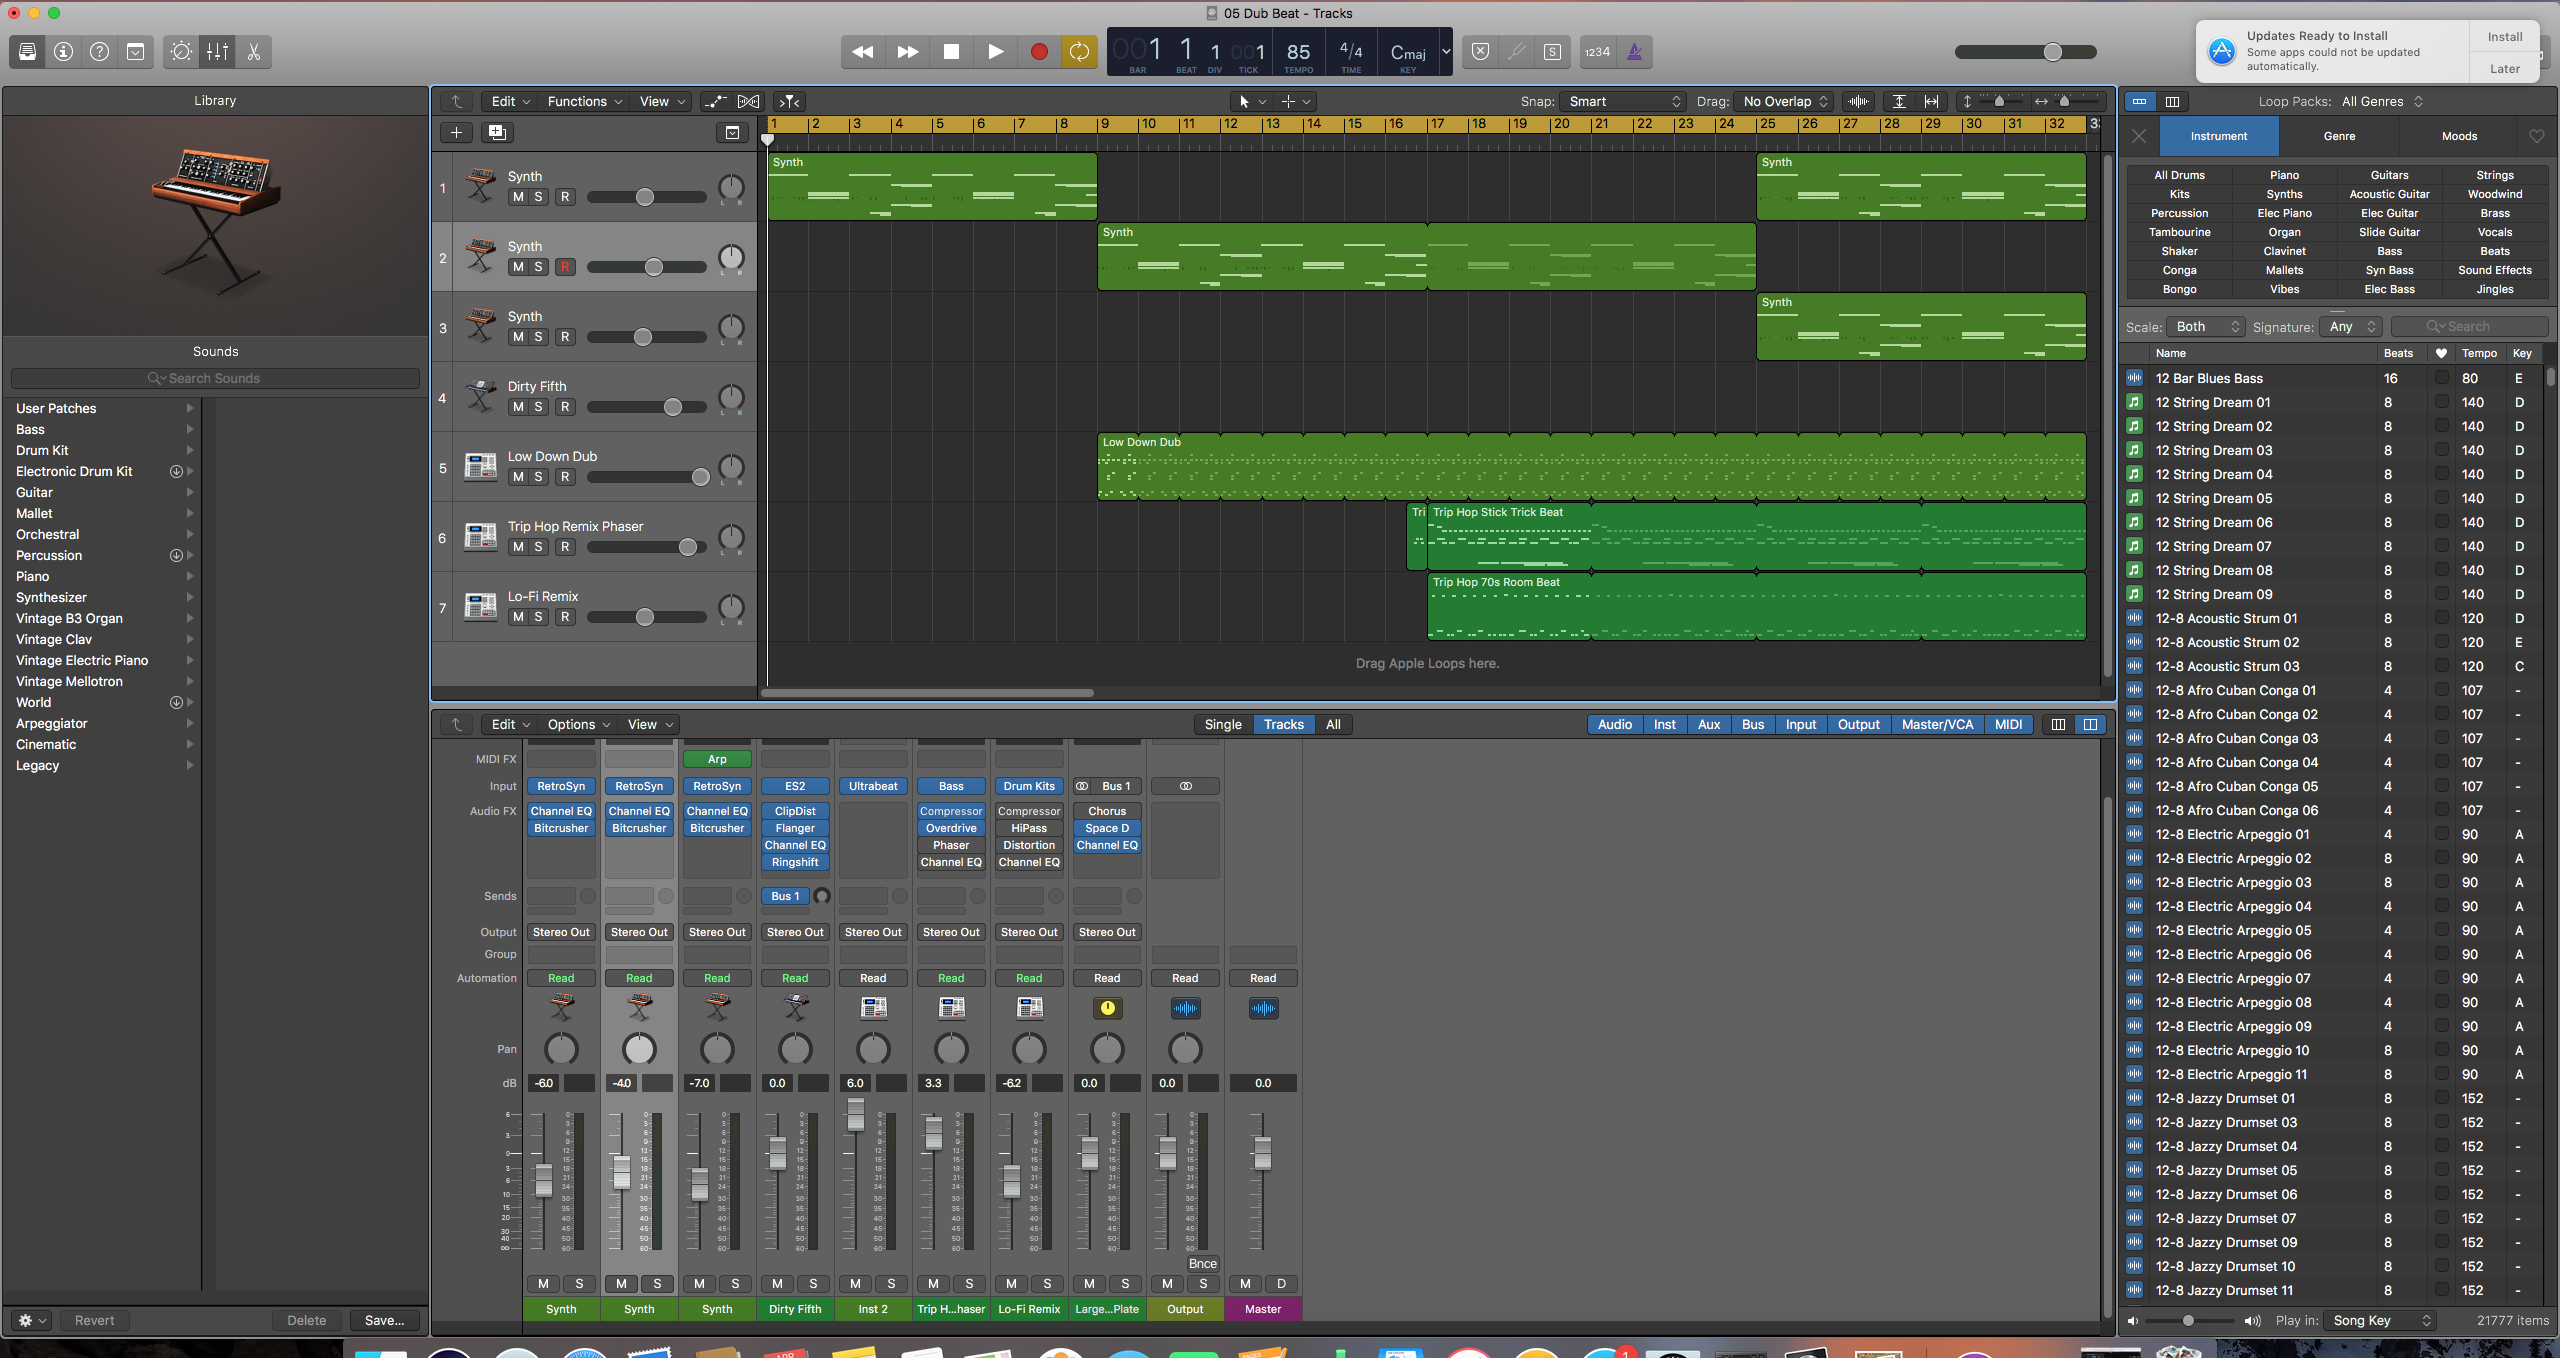 05 Dub Beat - Tracks
001 1 1 001 85 4/4 Cmaj
BAR BEAT DIV TICK TEMPO TIME KEY
S
1234
Updates Ready to Install
Some apps could not be updated
automatically.
Install
Later
Library
Sounds
Search Sounds
User Patches
Bass
Drum Kit
Electronic Drum Kit
Guitar
Mallet
Orchestral
Percussion
Piano
Synthesizer
Vintage B3 Organ
Vintage Clav
Vintage Electric Piano
Vintage Mellotron
World
Arpeggiator
Cinematic
Legacy
Revert Delete Save...
Edit Functions View Snap: Smart Drag: No Overlap
1 2 3 4 5 6 7 8 9 10 11 12 13 14 15 16 17 18 19 20 21 22 23 24 25 26 27 28 29 30 31 32
1 Synth
M S R
L R
2 Synth
M S R
L R
3 Synth
M S R
L R
4 Dirty Fifth
M S R
L R
5 Low Down Dub
M S R
L R
6 Trip Hop Remix Phaser
M S R
L R
7 Lo-Fi Remix
M S R
L R
Synth Synth
Synth
Synth
Low Down Dub
Tri Trip Hop Stick Trick Beat
Trip Hop 70s Room Beat
Drag Apple Loops here.
Edit Options View Single Tracks All Audio Inst Aux Bus Input Output Master/VCA MIDI
MIDI FX Arp
Input RetroSyn RetroSyn RetroSyn ES2 Ultrabeat Bass Drum Kits Bus 1
Audio FX Channel EQ Channel EQ Channel EQ ClipDist Compressor Compressor Chorus
Bitcrusher Bitcrusher Bitcrusher Flanger Overdrive HiPass Space D
Channel EQ Phaser Distortion Channel EQ
Ringshift Channel EQ Channel EQ
Sends Bus 1
Output Stereo Out Stereo Out Stereo Out Stereo Out Stereo Out Stereo Out Stereo Out Stereo Out
Group
Automation Read Read Read Read Read Read Read Read Read Read
Pan
dB -6.0 -4.0 -7.0 0.0 6.0 3.3 -6.2 0.0 0.0 0.0
Bnce
M S M S M S M S M S M S M S M S M S M D
Synth Synth Synth Dirty Fifth Inst 2 Trip H...haser Lo-Fi Remix Large...Plate Output Master
Loop Packs: All Genres
Instrument Genre Moods
All Drums Piano Guitars Strings
Kits Synths Acoustic Guitar Woodwind
Percussion Elec Piano Elec Guitar Brass
Tambourine Organ Slide Guitar Vocals
Shaker Clavinet Bass Beats
Conga Mallets Syn Bass Sound Effects
Bongo Vibes Elec Bass Jingles
Scale: Both Signature: Any Search
Name Beats Tempo Key
12 Bar Blues Bass 16 80 E
12 String Dream 01 8 140 D
12 String Dream 02 8 140 D
12 String Dream 03 8 140 D
12 String Dream 04 8 140 D
12 String Dream 05 8 140 D
12 String Dream 06 8 140 D
12 String Dream 07 8 140 D
12 String Dream 08 8 140 D
12 String Dream 09 8 140 D
12-8 Acoustic Strum 01 8 120 D
12-8 Acoustic Strum 02 8 120 E
12-8 Acoustic Strum 03 8 120 C
12-8 Afro Cuban Conga 01 4 107 -
12-8 Afro Cuban Conga 02 4 107 -
12-8 Afro Cuban Conga 03 4 107 -
12-8 Afro Cuban Conga 04 4 107 -
12-8 Afro Cuban Conga 05 4 107 -
12-8 Afro Cuban Conga 06 4 107 -
12-8 Electric Arpeggio 01 4 90 A
12-8 Electric Arpeggio 02 8 90 A
12-8 Electric Arpeggio 03 8 90 A
12-8 Electric Arpeggio 04 4 90 A
12-8 Electric Arpeggio 05 4 90 A
12-8 Electric Arpeggio 06 4 90 A
12-8 Electric Arpeggio 07 4 90 A
12-8 Electric Arpeggio 08 4 90 A
12-8 Electric Arpeggio 09 4 90 A
12-8 Electric Arpeggio 10 8 90 A
12-8 Electric Arpeggio 11 8 90 A
12-8 Jazzy Drumset 01 8 152 -
12-8 Jazzy Drumset 03 8 152 -
12-8 Jazzy Drumset 04 8 152 -
12-8 Jazzy Drumset 05 8 152 -
12-8 Jazzy Drumset 06 8 152 -
12-8 Jazzy Drumset 07 8 152 -
12-8 Jazzy Drumset 09 8 152 -
12-8 Jazzy Drumset 10 8 152 -
12-8 Jazzy Drumset 11 8 152 -
Play in: Song Key 21777 items